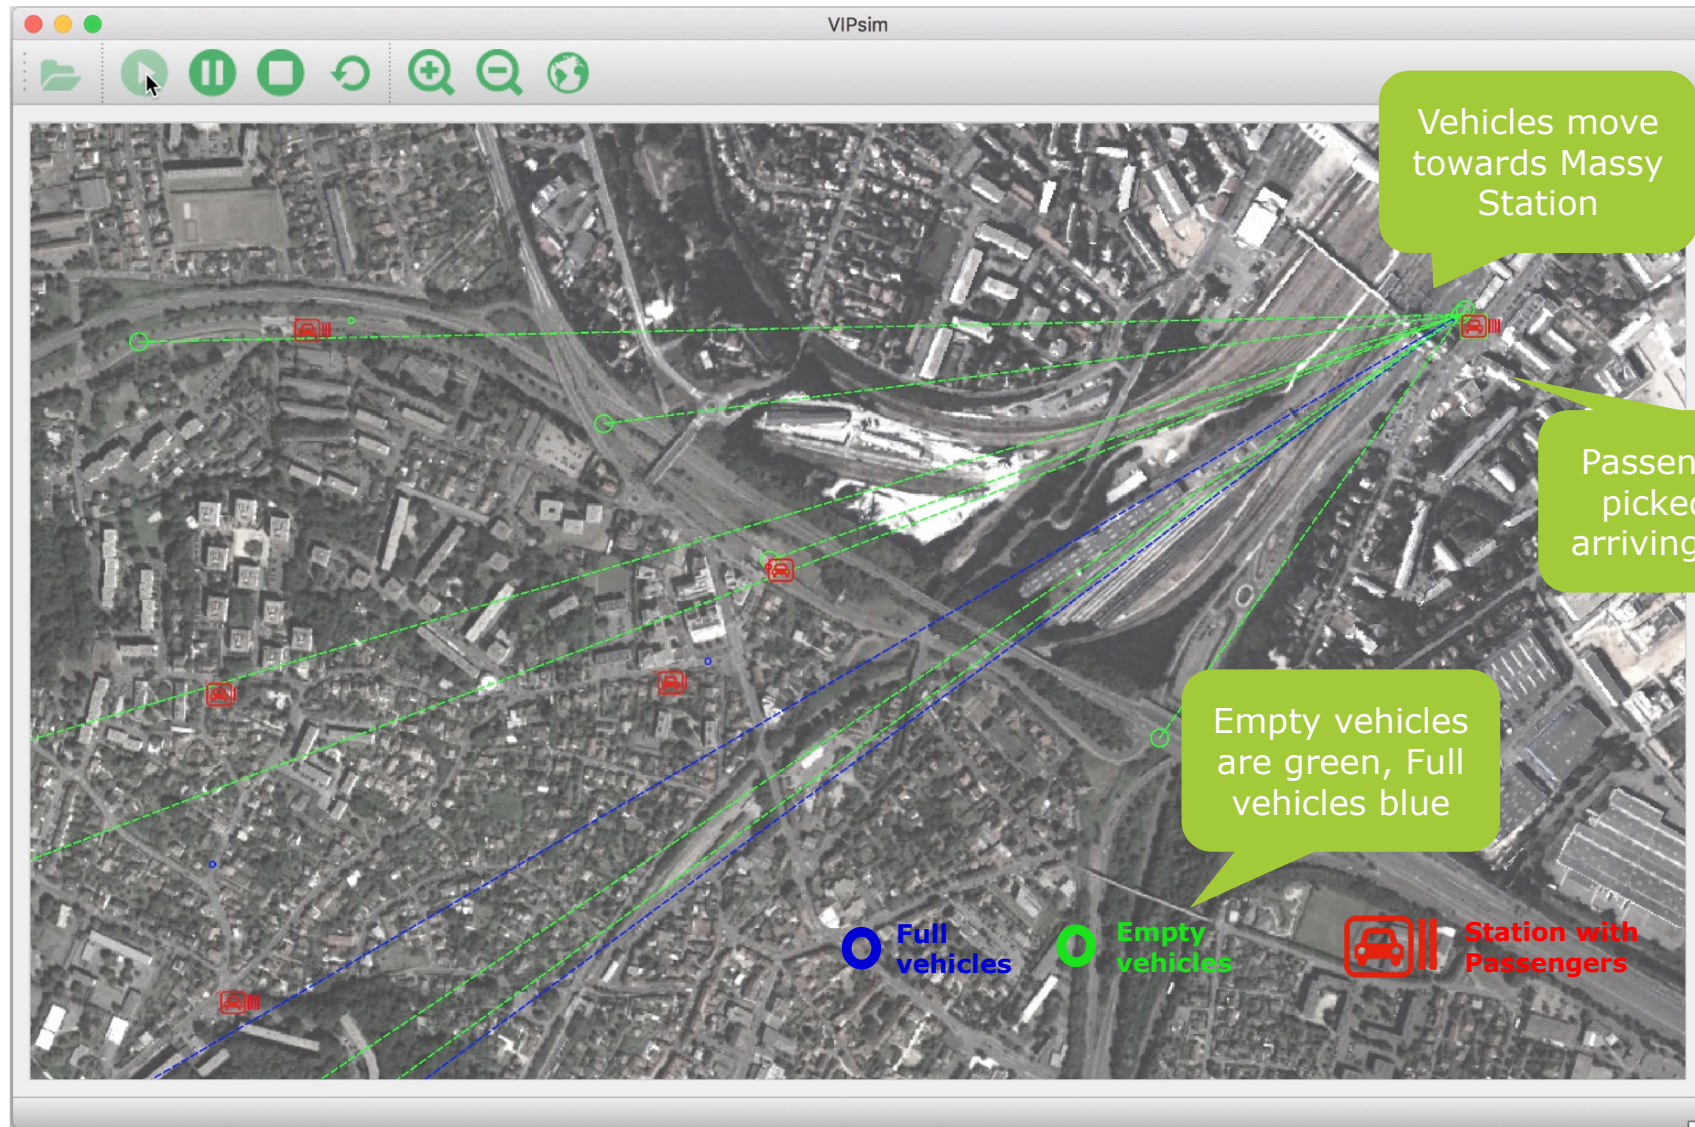 VIPsim
Vehicles move
towards Massy
Station
picked
arriving
Empty vehicles
are green, Full
vehicles blue
Full
vehicles
Empty
vehicles
Station with
Passengers